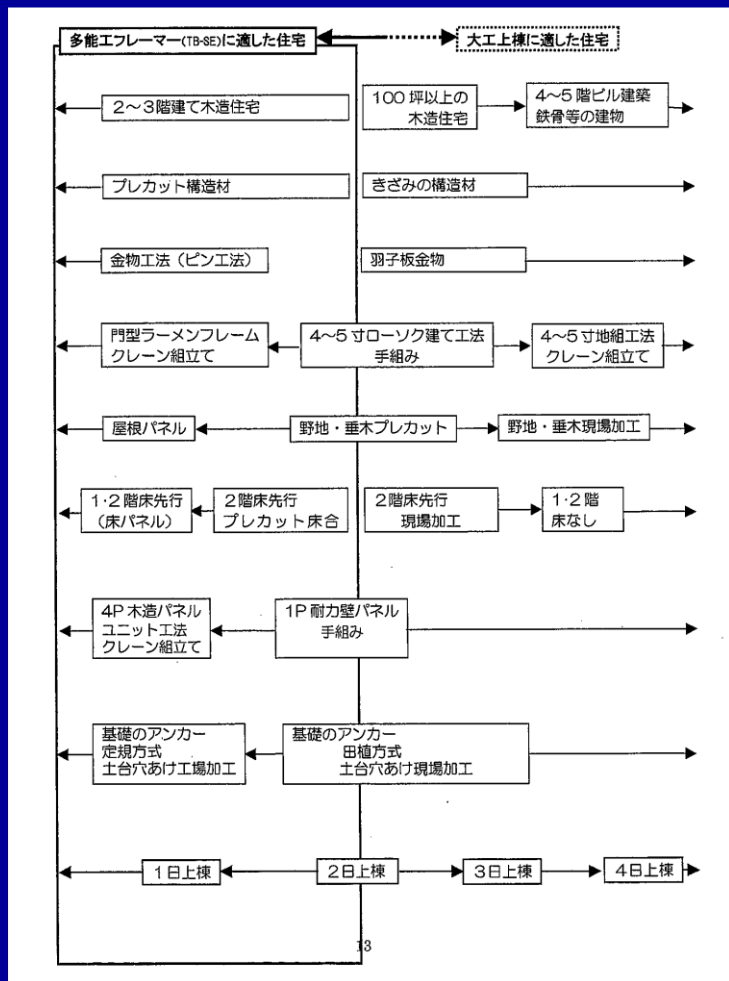 多能エフレーマー(TB-SE)に適した住宅
大工上棟に適した住宅
2～3階建て木造住宅
100坪以上の
木造住宅
4～5階ビル建築
鉄骨等の建物
プレカット構造材
きざみの構造材
金物工法（ピン工法）
羽子板金物
門型ラーメンフレーム
クレーン組立て
4～5寸ローソク建て工法
手組み
4～5寸地組工法
クレーン組立て
屋根パネル
野地・垂木プレカット
野地・垂木現場加工
1・2階床先行
（床パネル）
2階床先行
プレカット床合
2階床先行
現場加工
1・2階
床なし
4P木造パネル
ユニット工法
クレーン組立て
1P耐力壁パネル
手組み
基礎のアンカー
定規方式
土台穴あけ工場加工
基礎のアンカー
田植方式
土台穴あけ現場加工
1日上棟
2日上棟
3日上棟
4日上棟
13